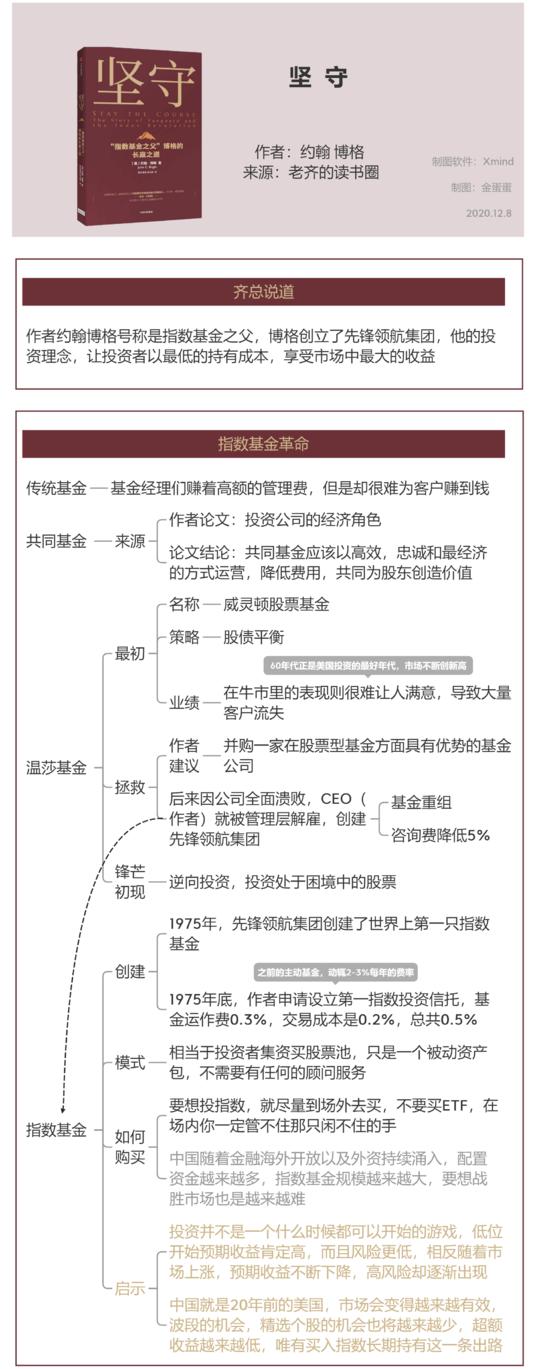 坚守
STAY THE COURSE
The Story of Vanguard and
the Index Revolution
“指数基金之父”博格的
长赢之道
坚 守
作者：约翰 博格
来源：老齐的读书圈
制图软件：Xmind
制图：金蛋蛋
2020.12.8
齐总说道
作者约翰博格号称是指数基金之父，博格创立了先锋领航集团，他的投
资理念，让投资者以最低的持有成本，享受市场中最大的收益
指数基金革命
传统基金
基金经理们赚着高额的管理费，但是却很难为客户赚到钱
共同基金
来源
作者论文：投资公司的经济角色
论文结论：共同基金应该以高效，忠诚和最经济
的方式运营，降低费用，共同为股东创造价值
温莎基金
最初
名称
威灵顿股票基金
策略
股债平衡
业绩
60年代正是美国投资的最好年代，市场不断创新高
在牛市里的表现则很难让人满意，导致大量
客户流失
拯救
作者
建议
并购一家在股票型基金方面具有优势的基金
公司
后来因公司全面溃败，CEO（
作者）就被管理层解雇，创建
先锋领航集团
基金重组
咨询费降低5%
锋芒
初现
逆向投资，投资处于困境中的股票
指数基金
创建
1975年，先锋领航集团创建了世界上第一只指数
基金
之前的主动基金，动辄2-3%每年的费率
1975年底，作者申请设立第一指数投资信托，基
金运作费0.3%，交易成本是0.2%，总共0.5%
模式
相当于投资者集资买股票池，只是一个被动资产
包，不需要有任何的顾问服务
如何
购买
要想投指数，就尽量到场外去买，不要买ETF，在
场内你一定管不住那只闲不住的手
中国随着金融海外开放以及外资持续涌入，配置
资金越来越多，指数基金规模越来越大，要想战
胜市场也是越来越难
启示
投资并不是一个什么时候都可以开始的游戏，低位
开始预期收益肯定高，而且风险更低，相反随着市
场上涨，预期收益不断下降，高风险却逐渐出现
中国就是20年前的美国，市场会变得越来越有效，
波段的机会，精选个股的机会也将越来越少，超额
收益越来越低，唯有买入指数长期持有这一条出路